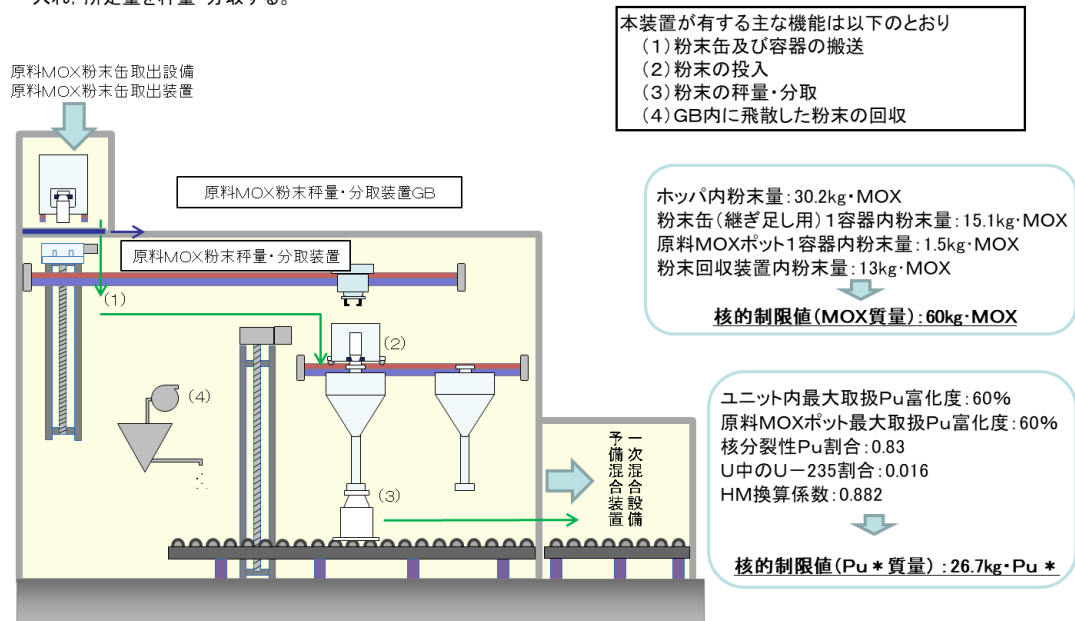 入れ，所定量を秤量・分取する。
本装置が有する主な機能は以下のとおり
（１）粉末缶及び容器の搬送
（２）粉末の投入
（３）粉末の秤量・分取
（４）GB内に飛散した粉末の回収
原料MOX粉末缶取出設備
原料MOX粉末缶取出装置
原料MOX粉末秤量・分取装置GB
原料MOX粉末秤量・分取装置
(1)
(2)
(4)
(3)
一次混合設備
予備混合装置
ホッパ内粉末量：30.2kg・MOX
粉末缶（継ぎ足し用）１容器内粉末量：15.1kg・MOX
原料MOXポット１容器内粉末量：1.5kg・MOX
粉末回収装置内粉末量：13kg・MOX
核的制限値（MOX質量）：60kg・MOX
ユニット内最大取扱Pu富化度：60%
原料MOXポット最大取扱Pu富化度：60%
核分裂性Pu割合：0.83
U中のU－235割合：0.016
HM換算係数：0.882
核的制限値（Pu＊質量）：26.7kg・Pu＊